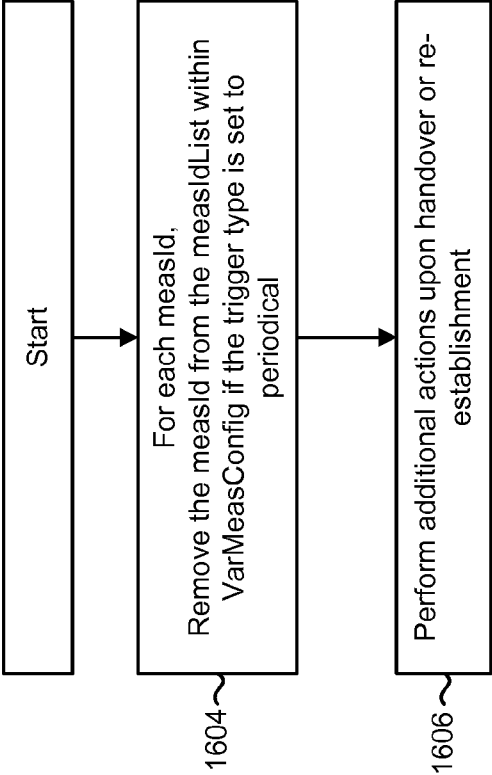 Start
For each measId,
Remove the measId from the measIdList within
VarMeasConfig if the trigger type is set to
periodical
1604
Perform additional actions upon handover or re-
establishment
1606